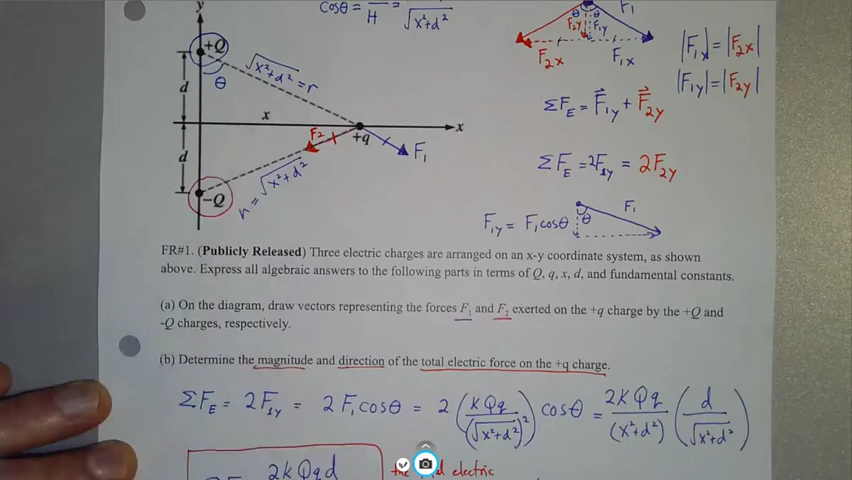 y
cosθ = — = —
H √x²+d²
θ θ F₁
F₂y F₁y
F₂x F₁x
|F₁x| = |F₂x|
|F₁y| = |F₂y|
+Q
θ
√x²+d² = r
d
x
x
+q
F₂
F₁
d
r = √x²+d²
-Q
ΣF_E = F⃗₁y + F⃗₂y
ΣF_E = 2F₁y = 2F₂y
F₁y = F₁cosθ
θ F₁
FR#1. (Publicly Released) Three electric charges are arranged on an x-y coordinate system, as shown
above. Express all algebraic answers to the following parts in terms of Q, q, x, d, and fundamental constants.
(a) On the diagram, draw vectors representing the forces F₁ and F₂ exerted on the +q charge by the +Q and
-Q charges, respectively.
(b) Determine the magnitude and direction of the total electric force on the +q charge.
ΣF_E = 2F₁y = 2F₁cosθ = 2(KQq/(√x²+d²)²) cosθ = 2KQq/(x²+d²) (d/√x²+d²)
2KQqd
the electric